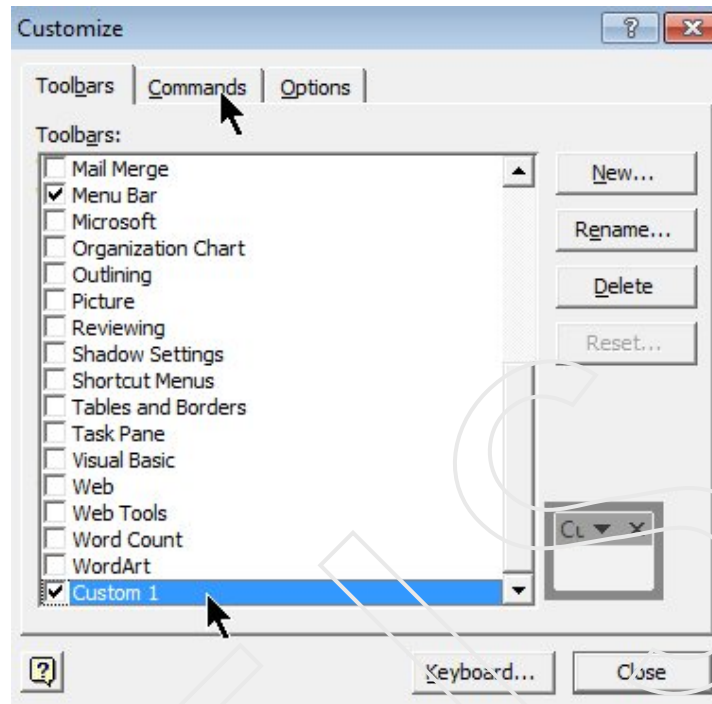 Customize
Toolbars Commands Options
Toolbars:
Mail Merge
Menu Bar
Microsoft
Organization Chart
Outlining
Picture
Reviewing
Shadow Settings
Shortcut Menus
Tables and Borders
Task Pane
Visual Basic
Web
Web Tools
Word Count
WordArt
Custom 1
New...
Rename...
Delete
Reset...
Cu
Keyboard...
Close